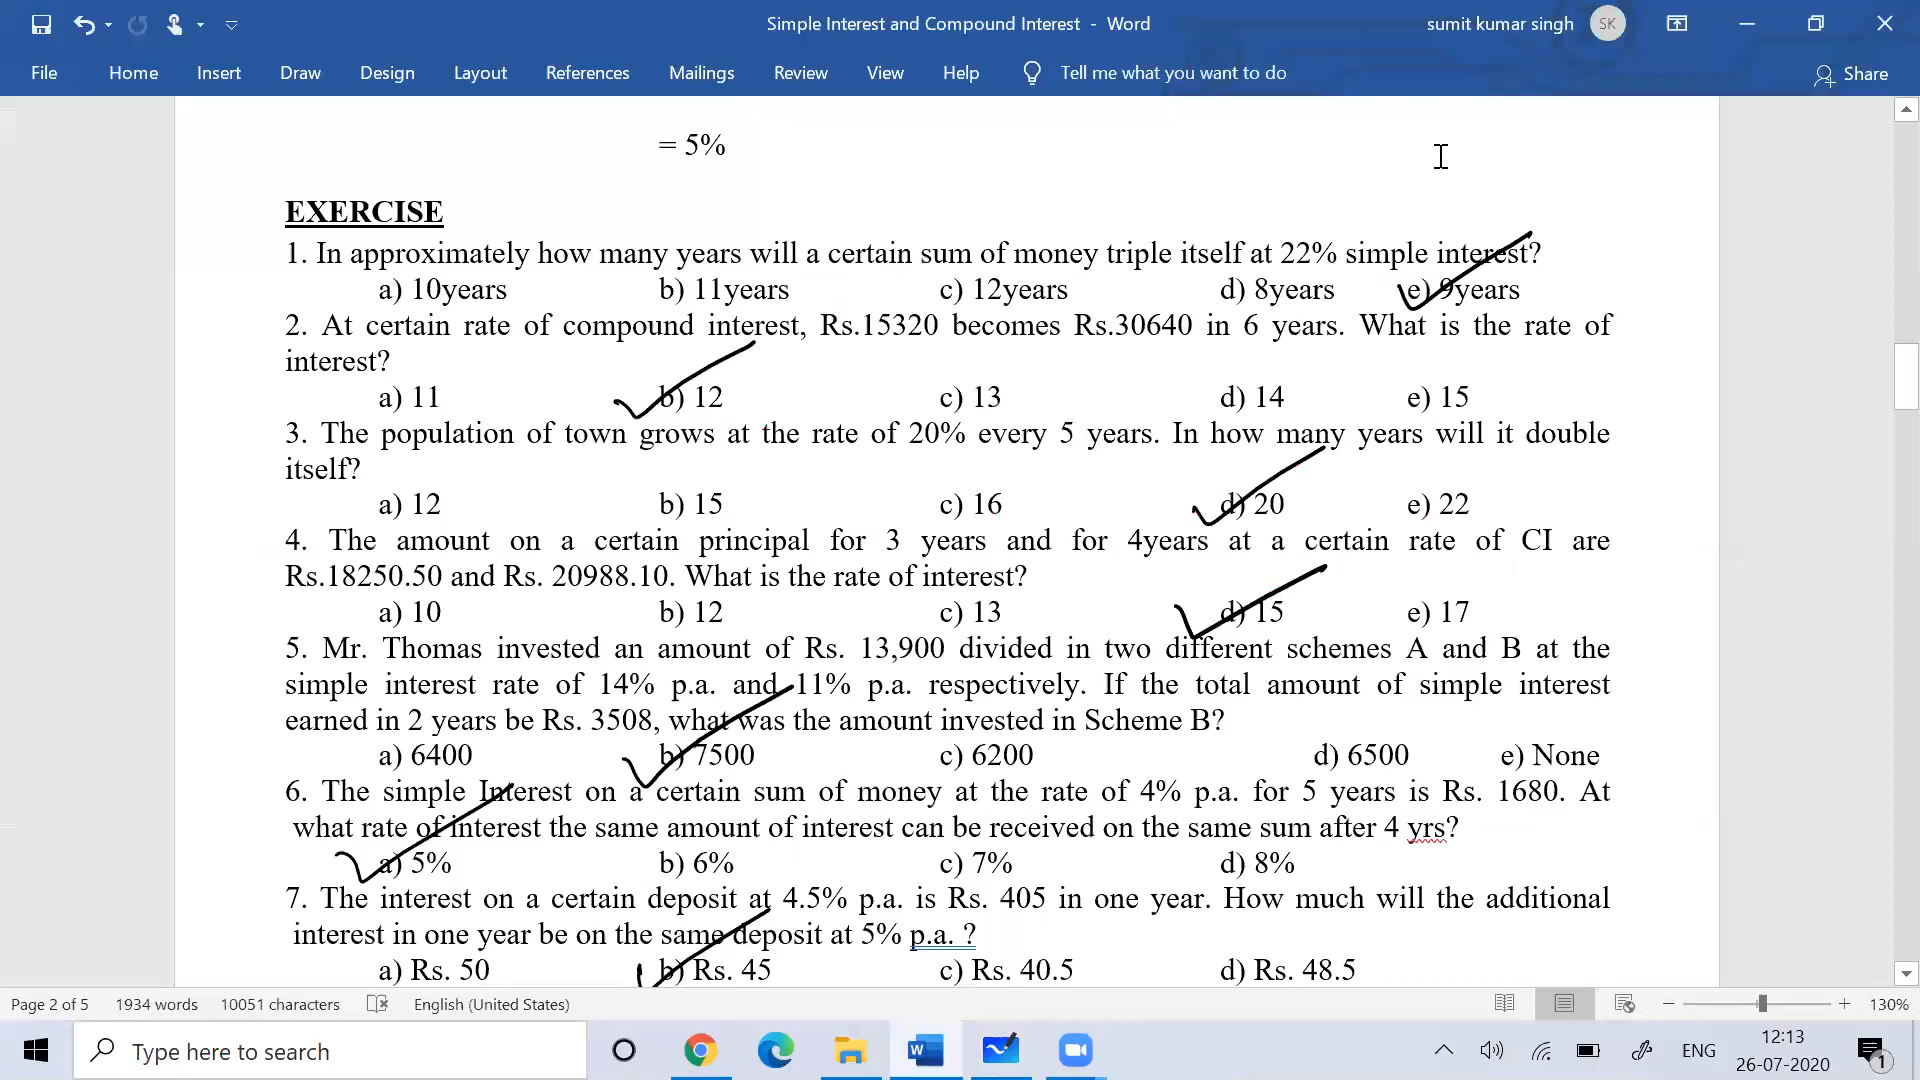 Simple Interest and Compound Interest - Word
sumit kumar singh SK
File Home Insert Draw Design Layout References Mailings Review View Help Tell me what you want to do Share
= 5%
EXERCISE
1. In approximately how many years will a certain sum of money triple itself at 22% simple interest?
a) 10years b) 11years c) 12years d) 8years e) 9years
2. At certain rate of compound interest, Rs.15320 becomes Rs.30640 in 6 years. What is the rate of
interest?
a) 11 b) 12 c) 13 d) 14 e) 15
3. The population of town grows at the rate of 20% every 5 years. In how many years will it double
itself?
a) 12 b) 15 c) 16 d) 20 e) 22
4. The amount on a certain principal for 3 years and for 4years at a certain rate of CI are
Rs.18250.50 and Rs. 20988.10. What is the rate of interest?
a) 10 b) 12 c) 13 d) 15 e) 17
5. Mr. Thomas invested an amount of Rs. 13,900 divided in two different schemes A and B at the
simple interest rate of 14% p.a. and 11% p.a. respectively. If the total amount of simple interest
earned in 2 years be Rs. 3508, what was the amount invested in Scheme B?
a) 6400 b) 7500 c) 6200 d) 6500 e) None
6. The simple Interest on a certain sum of money at the rate of 4% p.a. for 5 years is Rs. 1680. At
what rate of interest the same amount of interest can be received on the same sum after 4 yrs?
a) 5% b) 6% c) 7% d) 8%
7. The interest on a certain deposit at 4.5% p.a. is Rs. 405 in one year. How much will the additional
interest in one year be on the same deposit at 5% p.a. ?
a) Rs. 50 b) Rs. 45 c) Rs. 40.5 d) Rs. 48.5
Page 2 of 5 1934 words 10051 characters English (United States) 130%
Type here to search ENG 12:13
26-07-2020 1